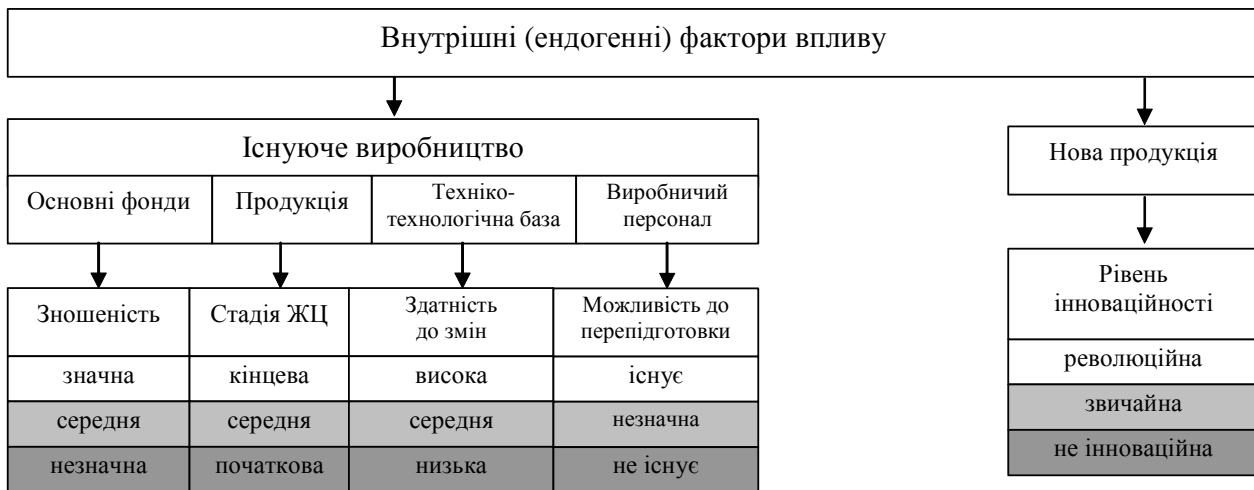 Внутрішні (ендогенні) фактори впливу
Існуюче виробництво
Основні фонди
Продукція
Техніко-
технологічна база
Виробничий
персонал
Зношеність
Стадія ЖЦ
Здатність
до змін
Можливість до
перепідготовки
значна
кінцева
висока
існує
середня
середня
середня
незначна
незначна
початкова
низька
не існує
Нова продукція
Рівень
інноваційності
революційна
звичайна
не інноваційна